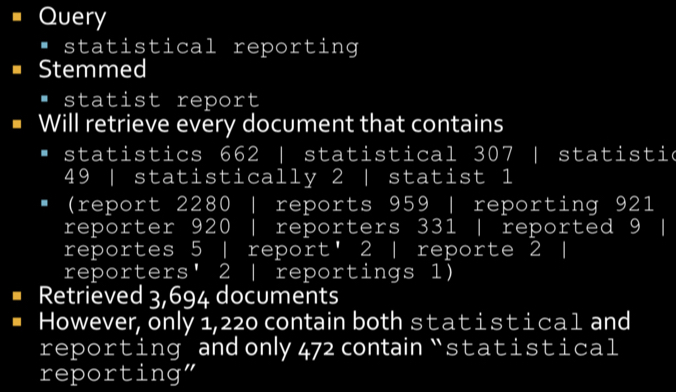 Query
statistical reporting
Stemmed
statist report
Will retrieve every document that contains
statistics 662 | statistical 307 | statistic
49 | statistically 2 | statist 1
(report 2280 | reports 959 | reporting 921
reporter 920 | reporters 331 | reported 9 |
reportes 5 | report' 2 | reporte 2 |
reporters' 2 | reportings 1)
Retrieved 3,694 documents
However, only 1,220 contain both statistical and
reporting and only 472 contain “statistical
reporting”